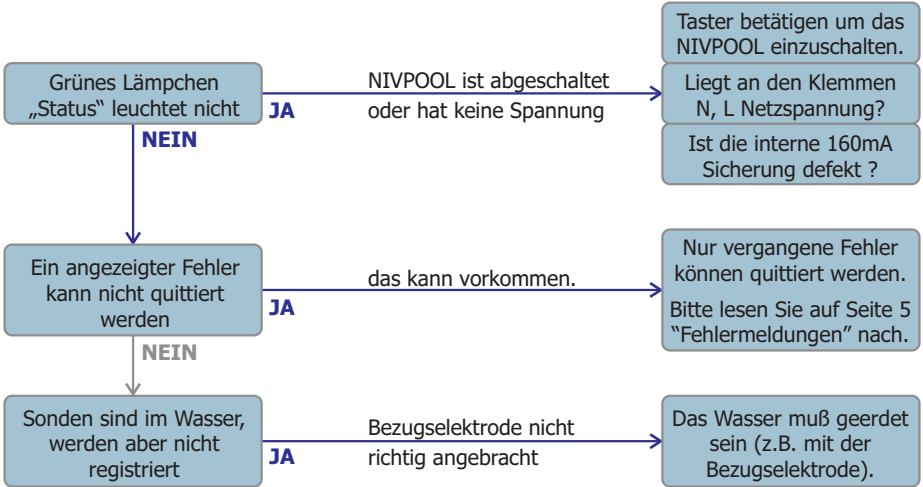 Grünes Lämpchen
„Status“ leuchtet nicht
JA
NEIN
NIVPOOL ist abgeschaltet
oder hat keine Spannung
Taster betätigen um das
NIVPOOL einzuschalten.
Liegt an den Klemmen
N, L Netzspannung?
Ist die interne 160mA
Sicherung defekt ?
Ein angezeigter Fehler
kann nicht quittiert
werden
JA
NEIN
das kann vorkommen.
Nur vergangene Fehler
können quittiert werden.
Bitte lesen Sie auf Seite 5
“Fehlermeldungen” nach.
Sonden sind im Wasser,
werden aber nicht
registriert
JA
Bezugselektrode nicht
richtig angebracht
Das Wasser muß geerdet
sein (z.B. mit der
Bezugselektrode).